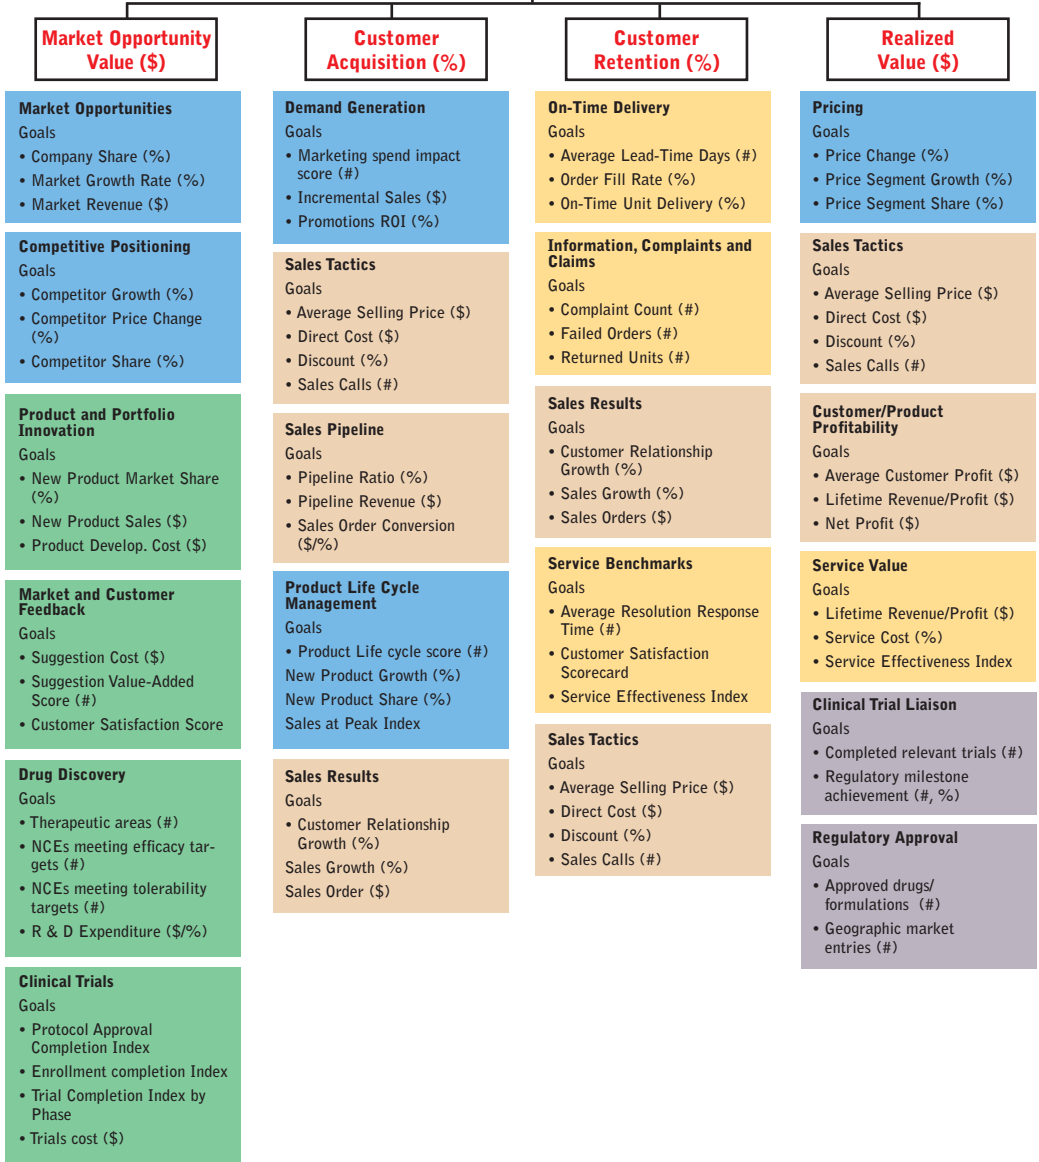 Market Opportunity
Value ($)
Customer
Acquisition (%)
Customer
Retention (%)
Realized
Value ($)
Market Opportunities
Goals
• Company Share (%)
• Market Growth Rate (%)
• Market Revenue ($)
Competitive Positioning
Goals
• Competitor Growth (%)
• Competitor Price Change
(%)
• Competitor Share (%)
Product and Portfolio
Innovation
Goals
• New Product Market Share
(%)
• New Product Sales ($)
• Product Develop. Cost ($)
Market and Customer
Feedback
Goals
• Suggestion Cost ($)
• Suggestion Value-Added
Score (#)
• Customer Satisfaction Score
Drug Discovery
Goals
• Therapeutic areas (#)
• NCEs meeting efficacy tar-
gets (#)
• NCEs meeting tolerability
targets (#)
• R & D Expenditure ($/%)
Clinical Trials
Goals
• Protocol Approval
Completion Index
• Enrollment completion Index
• Trial Completion Index by
Phase
• Trials cost ($)
Demand Generation
Goals
• Marketing spend impact
score (#)
• Incremental Sales ($)
• Promotions ROI (%)
Sales Tactics
Goals
• Average Selling Price ($)
• Direct Cost ($)
• Discount (%)
• Sales Calls (#)
Sales Pipeline
Goals
• Pipeline Ratio (%)
• Pipeline Revenue ($)
• Sales Order Conversion
($/%)
Product Life Cycle
Management
Goals
• Product Life cycle score (#)
New Product Growth (%)
New Product Share (%)
Sales at Peak Index
Sales Results
Goals
• Customer Relationship
Growth (%)
Sales Growth (%)
Sales Order ($)
On-Time Delivery
Goals
• Average Lead-Time Days (#)
• Order Fill Rate (%)
• On-Time Unit Delivery (%)
Information, Complaints and
Claims
Goals
• Complaint Count (#)
• Failed Orders (#)
• Returned Units (#)
Sales Results
Goals
• Customer Relationship
Growth (%)
• Sales Growth (%)
• Sales Orders ($)
Service Benchmarks
Goals
• Average Resolution Response
Time (#)
• Customer Satisfaction
Scorecard
• Service Effectiveness Index
Sales Tactics
Goals
• Average Selling Price ($)
• Direct Cost ($)
• Discount (%)
• Sales Calls (#)
Pricing
Goals
• Price Change (%)
• Price Segment Growth (%)
• Price Segment Share (%)
Sales Tactics
Goals
• Average Selling Price ($)
• Direct Cost ($)
• Discount (%)
• Sales Calls (#)
Customer/Product
Profitability
Goals
• Average Customer Profit ($)
• Lifetime Revenue/Profit ($)
• Net Profit ($)
Service Value
Goals
• Lifetime Revenue/Profit ($)
• Service Cost (%)
• Service Effectiveness Index
Clinical Trial Liaison
Goals
• Completed relevant trials (#)
• Regulatory milestone
achievement (#, %)
Regulatory Approval
Goals
• Approved drugs/
formulations (#)
• Geographic market
entries (#)